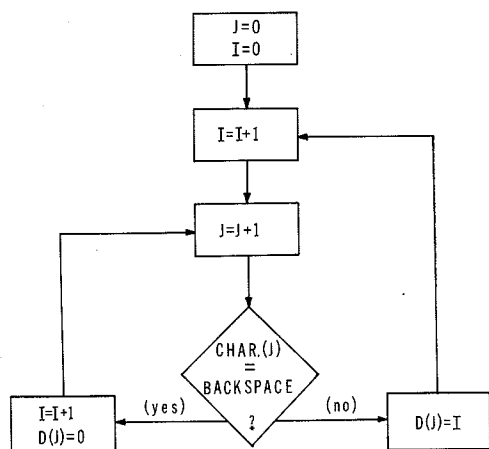 J=0
I=0
I=I+1
J=J+1
CHAR.(J)
=
BACKSPACE
?
(yes)
(no)
I=I+1
D(J)=0
D(J)=I